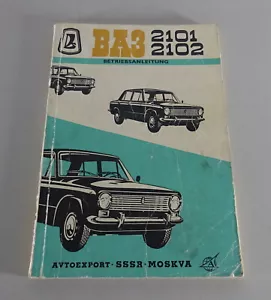 ВАЗ 2101
2102
BETRIEBSANLEITUNG
AVTOEXPORT · SSSR · MOSKVA